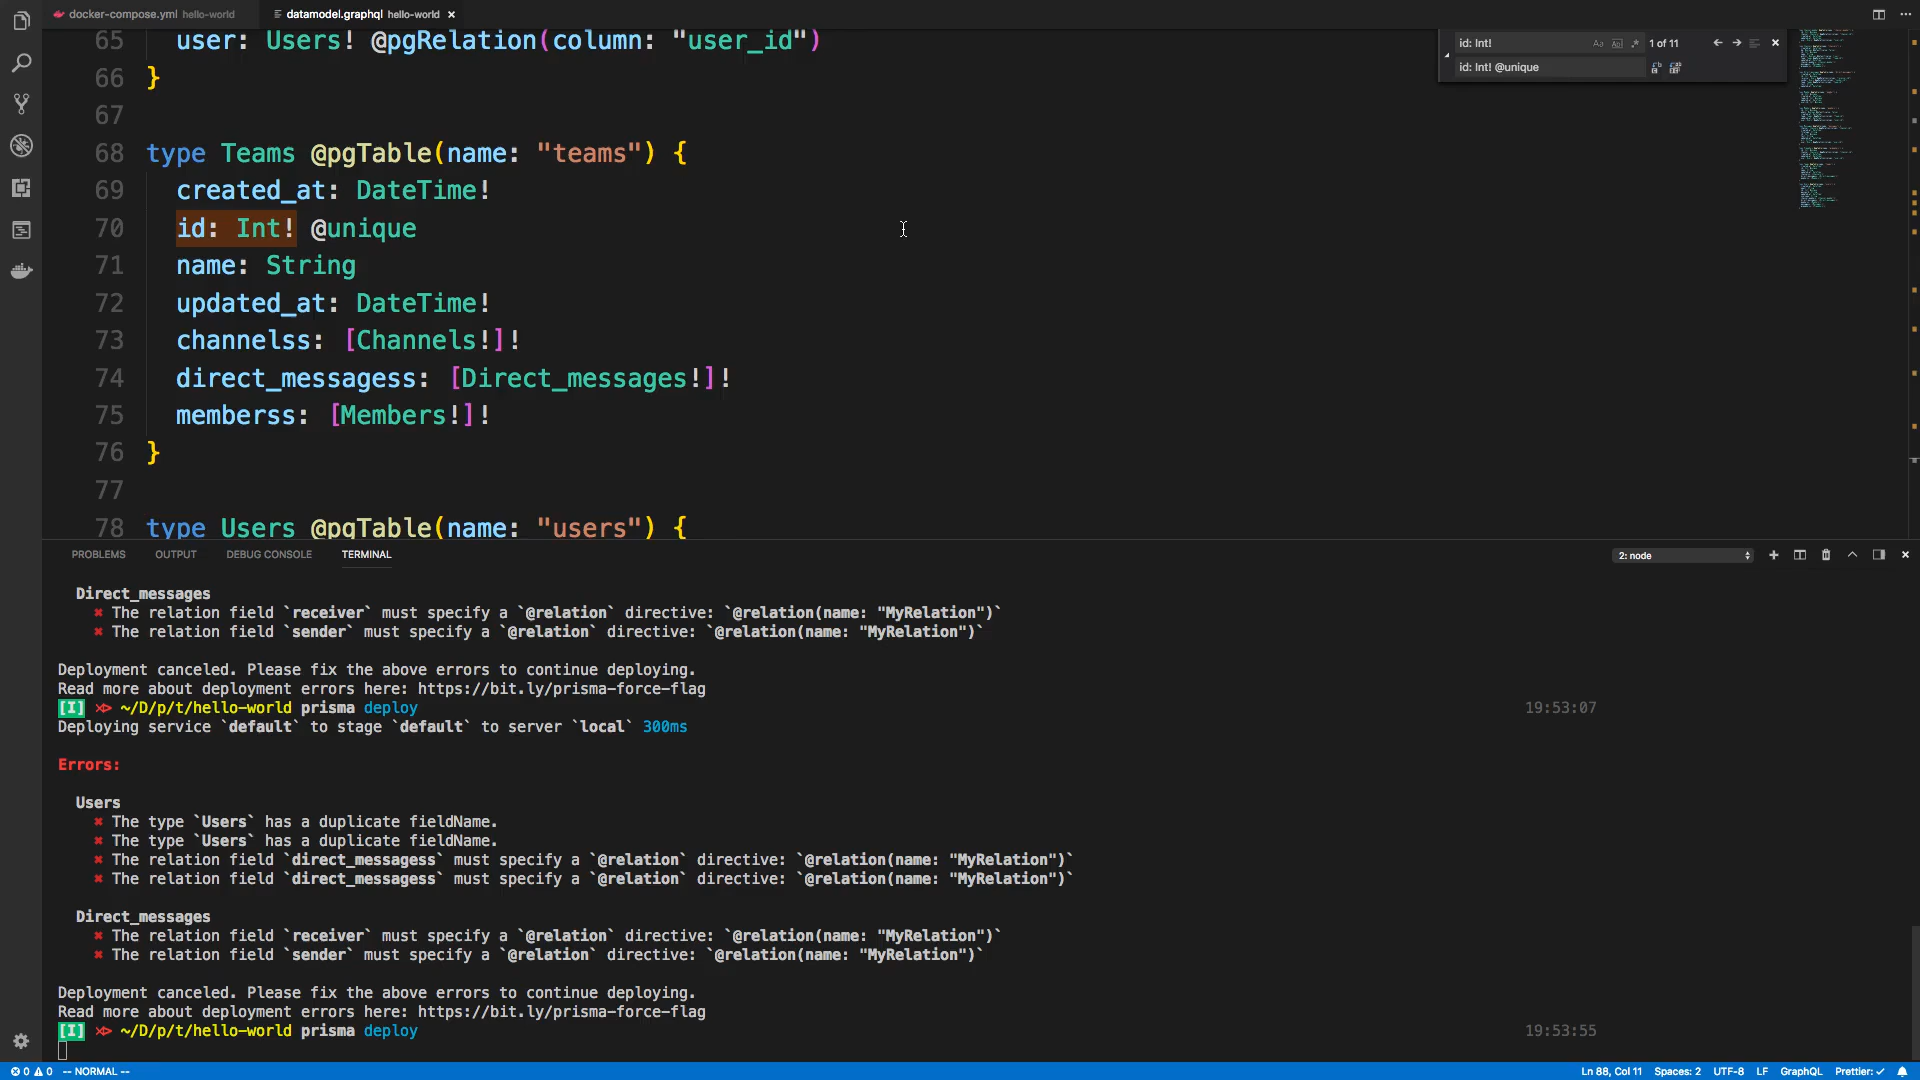 docker-compose.yml hello-world
datamodel.graphql hello-world
65 user: Users! @pgRelation(column: "user_id")
66 }
67
68 type Teams @pgTable(name: "teams") {
69 created_at: DateTime!
70 id: Int! @unique
71 name: String
72 updated_at: DateTime!
73 channelss: [Channels!]!
74 direct_messagess: [Direct_messages!]!
75 memberss: [Members!]!
76 }
77
78 type Users @pgTable(name: "users") {
id: Int!
Aa
1 of 11
id: Int! @unique
PROBLEMS OUTPUT DEBUG CONSOLE TERMINAL
2: node
Direct_messages
✖ The relation field `receiver` must specify a `@relation` directive: `@relation(name: "MyRelation")`
✖ The relation field `sender` must specify a `@relation` directive: `@relation(name: "MyRelation")`
Deployment canceled. Please fix the above errors to continue deploying.
Read more about deployment errors here: https://bit.ly/prisma-force-flag
[I] ~/D/p/t/hello-world prisma deploy 19:53:07
Deploying service `default` to stage `default` to server `local` 300ms
Errors:
Users
✖ The type `Users` has a duplicate fieldName.
✖ The type `Users` has a duplicate fieldName.
✖ The relation field `direct_messagess` must specify a `@relation` directive: `@relation(name: "MyRelation")`
✖ The relation field `direct_messagess` must specify a `@relation` directive: `@relation(name: "MyRelation")`
Direct_messages
✖ The relation field `receiver` must specify a `@relation` directive: `@relation(name: "MyRelation")`
✖ The relation field `sender` must specify a `@relation` directive: `@relation(name: "MyRelation")`
Deployment canceled. Please fix the above errors to continue deploying.
Read more about deployment errors here: https://bit.ly/prisma-force-flag
[I] ~/D/p/t/hello-world prisma deploy 19:53:55
0 0 -- NORMAL --
Ln 88, Col 11 Spaces: 2 UTF-8 LF GraphQL Prettier: ✓